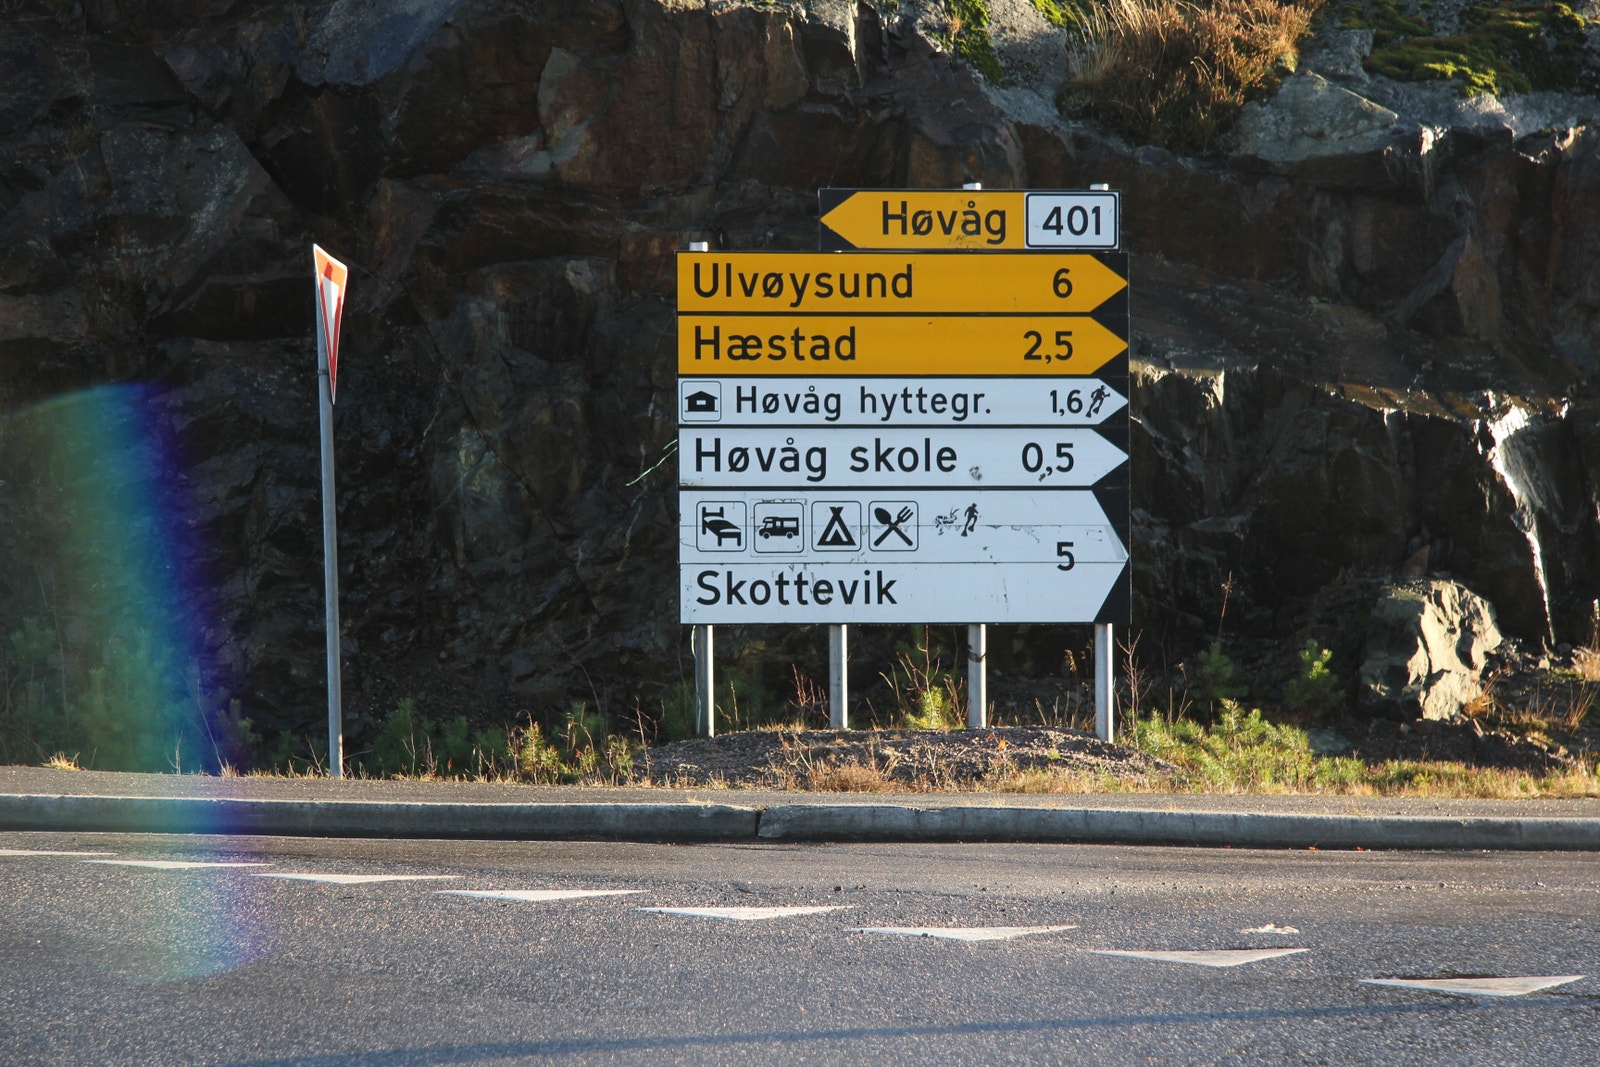 Høvåg 401
Ulvøysund 6
Hæstad 2,5
Høvåg hyttegr. 1,6
Høvåg skole 0,5
5
Skottevik